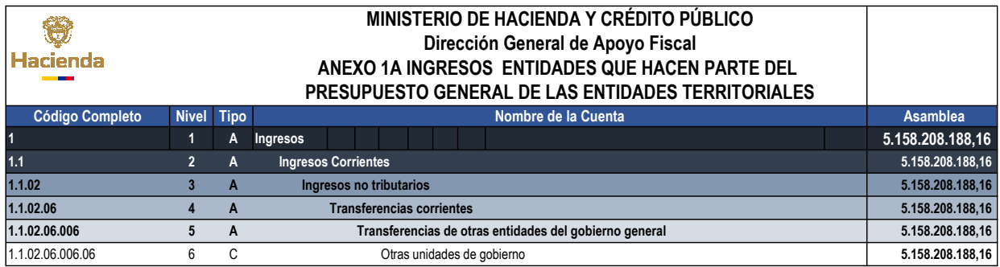 Hacienda
MINISTERIO DE HACIENDA Y CRÉDITO PÚBLICO
Dirección General de Apoyo Fiscal
ANEXO 1A INGRESOS ENTIDADES QUE HACEN PARTE DEL
PRESUPUESTO GENERAL DE LAS ENTIDADES TERRITORIALES
Código Completo Nivel Tipo Nombre de la Cuenta Asamblea
1 1 A Ingresos 5.158.208.188,16
1.1 2 A Ingresos Corrientes 5.158.208.188,16
1.1.02 3 A Ingresos no tributarios 5.158.208.188,16
1.1.02.06 4 A Transferencias corrientes 5.158.208.188,16
1.1.02.06.006 5 A Transferencias de otras entidades del gobierno general 5.158.208.188,16
1.1.02.06.006.06 6 C Otras unidades de gobierno 5.158.208.188,16